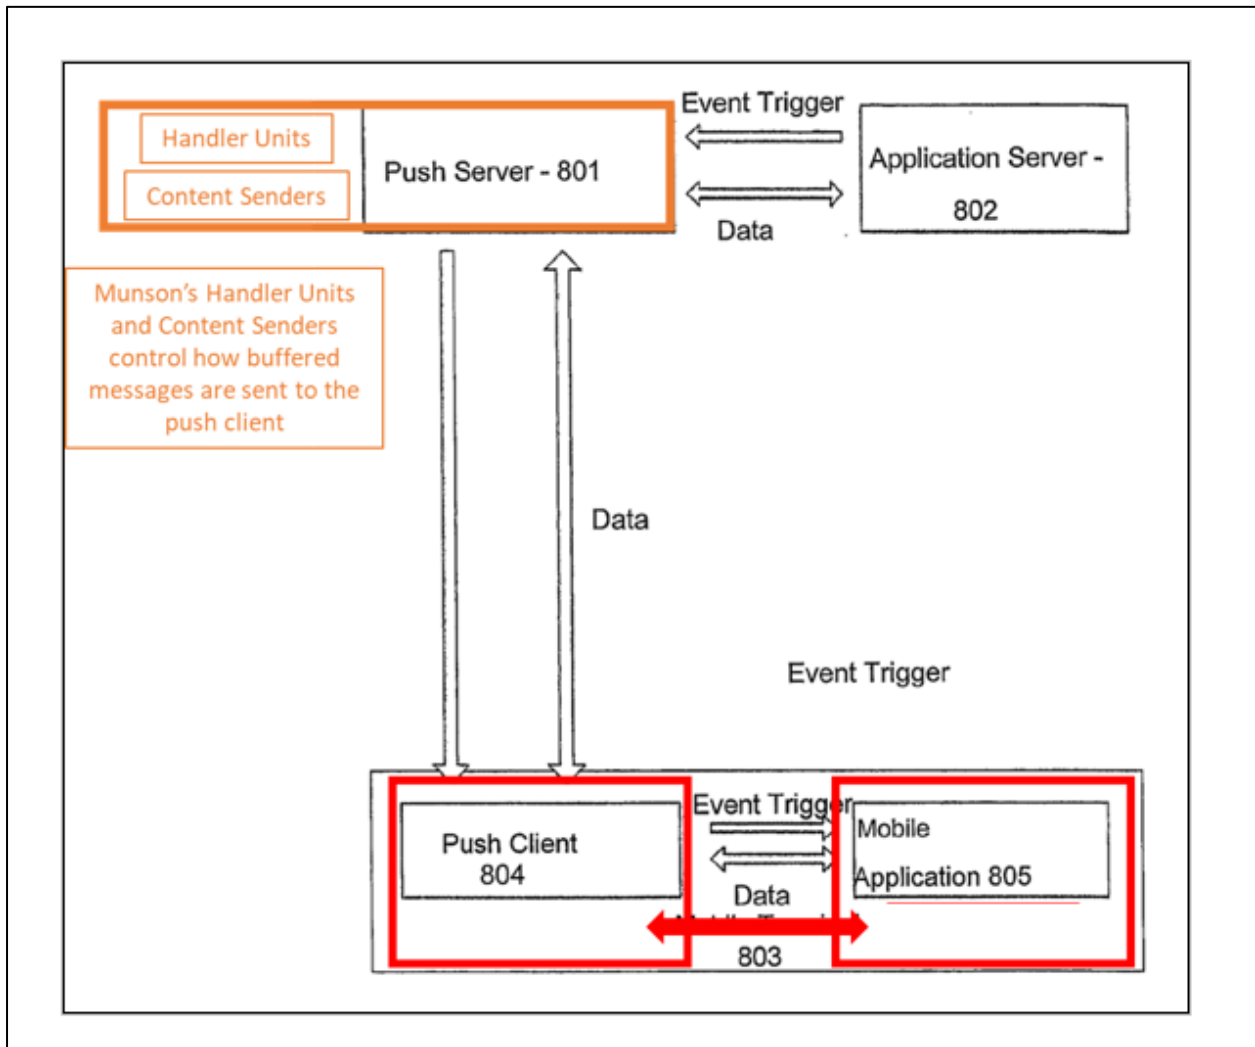 Event Trigger
Handler Units
Content Senders
Push Server - 801
Application Server -
802
Data
Munson's Handler Units
and Content Senders
control how buffered
messages are sent to the
push client
Data
Event Trigger
Event Trigger
Push Client
804
Mobile
Application 805
Data
803